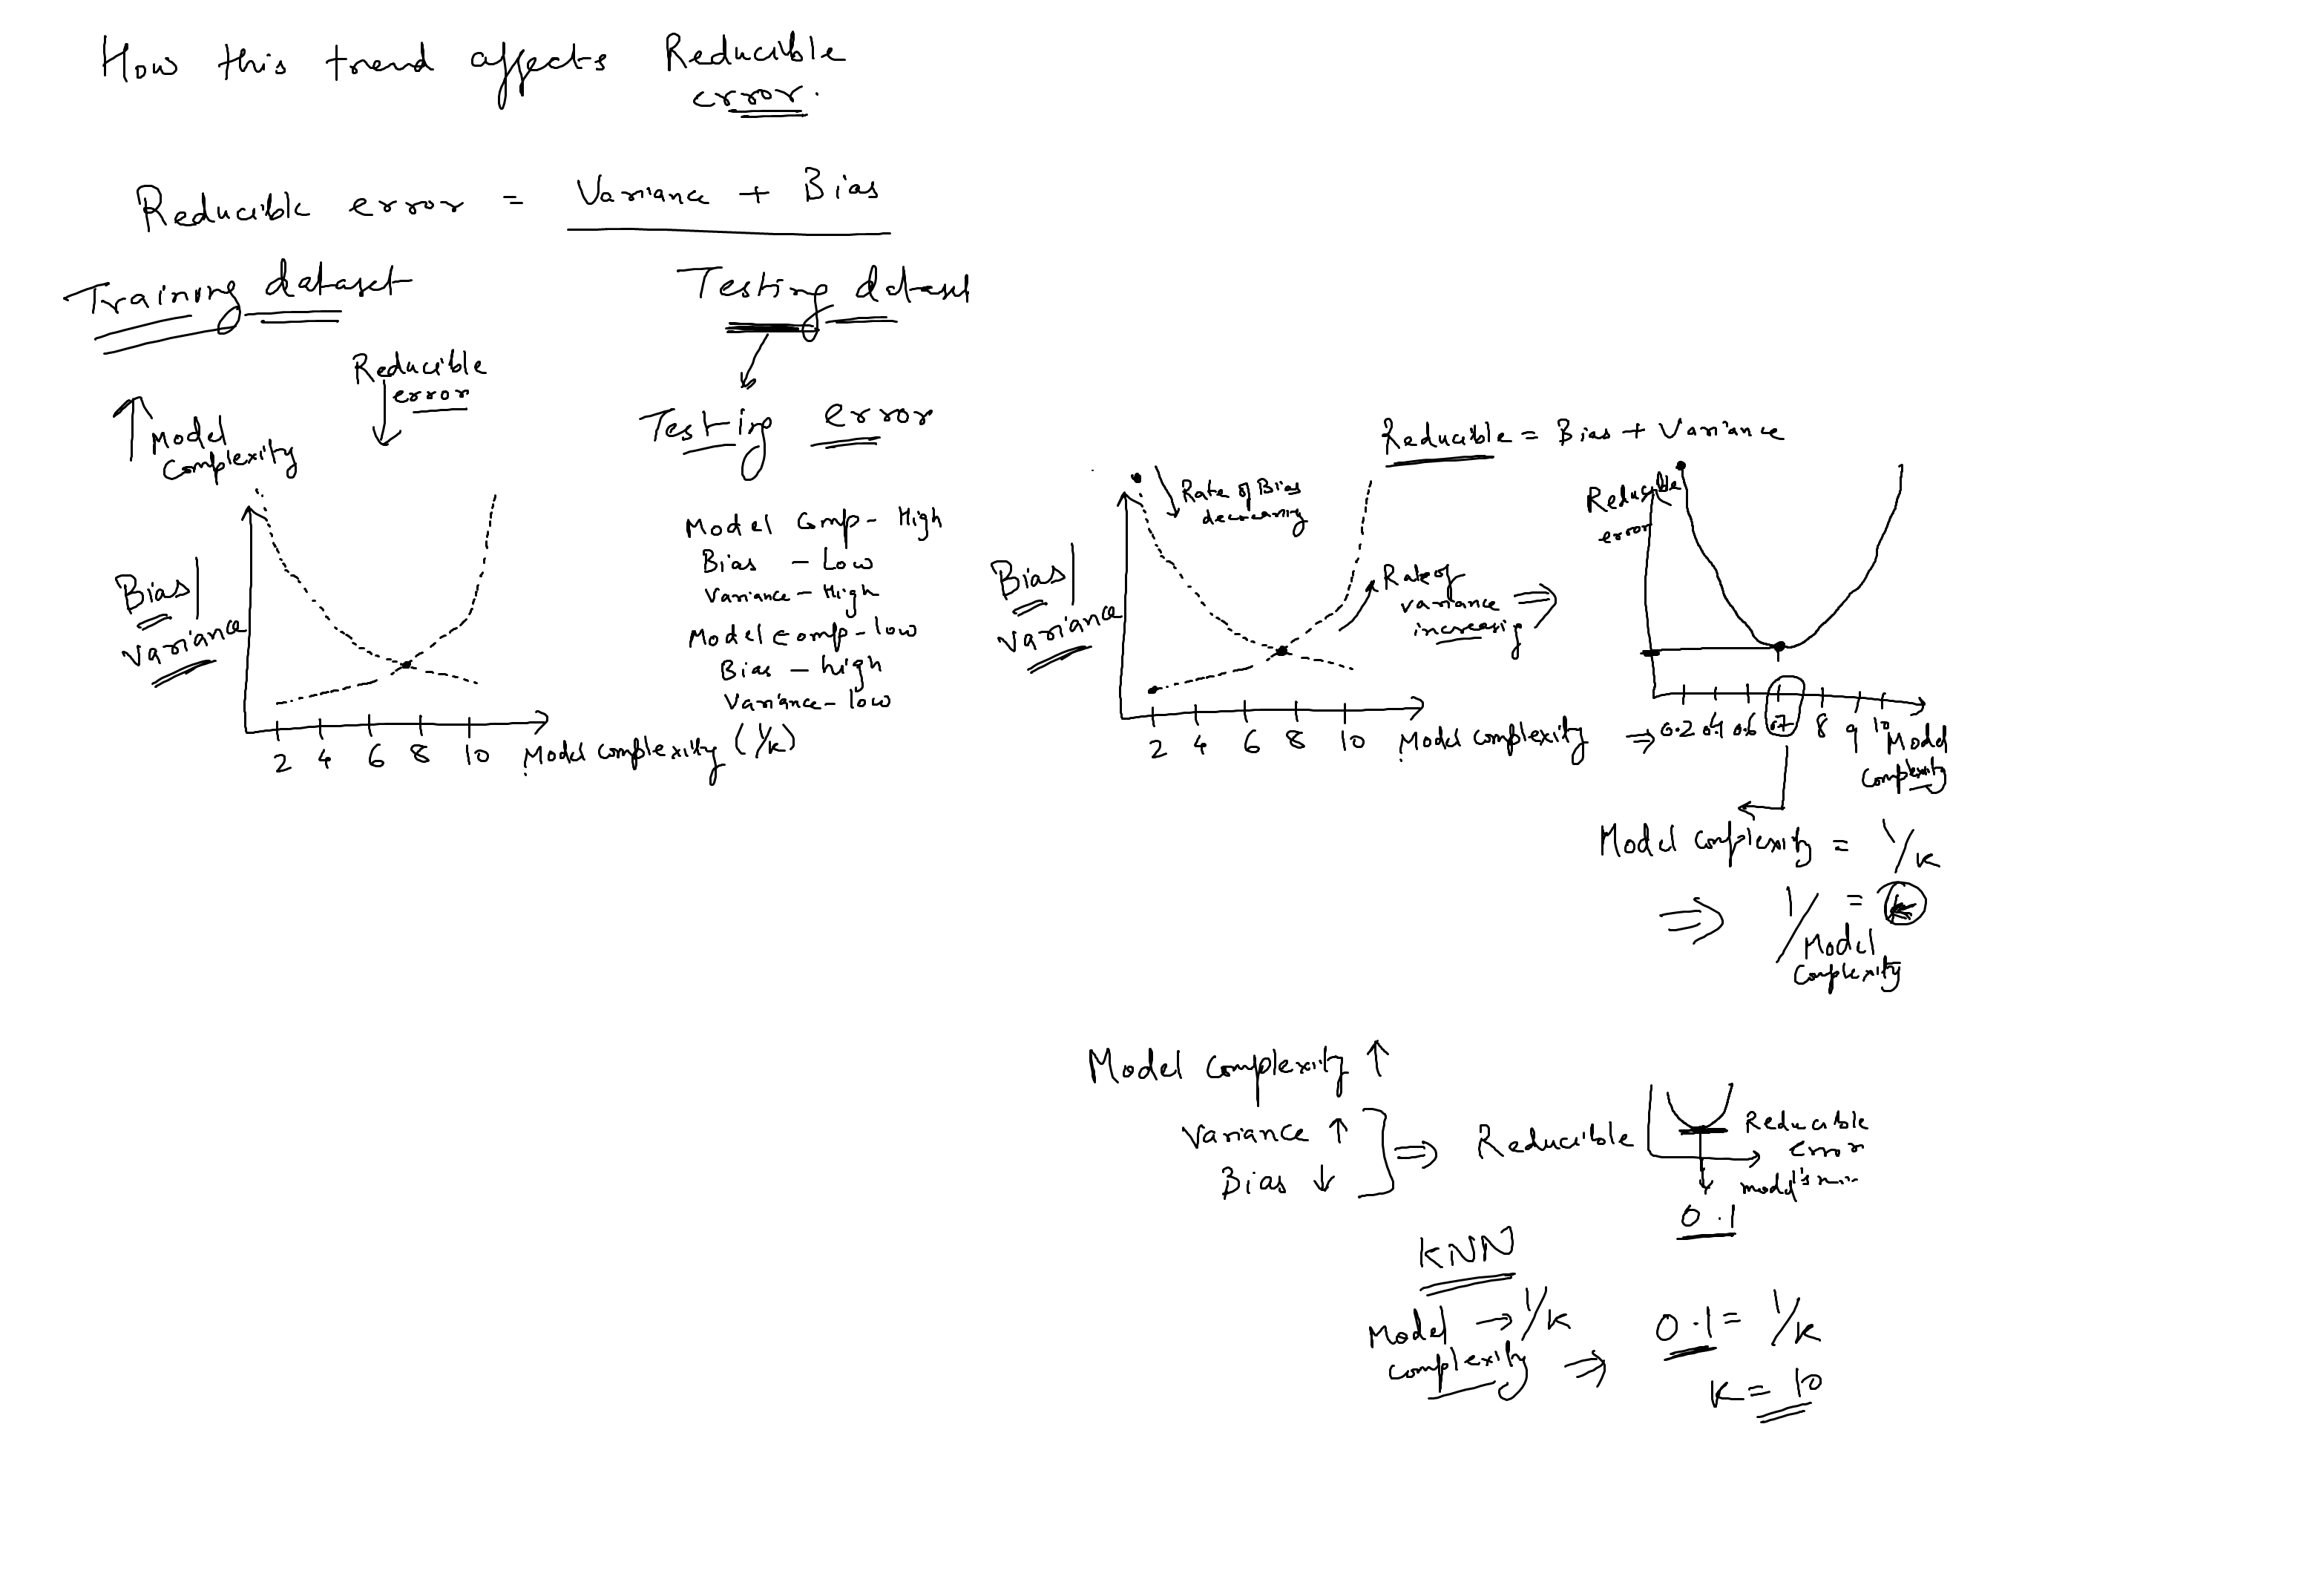 How this trend affects Reducible
error.
Reducible error = Variance + Bias
Training dataset
Testing dataset
Reducible
error
↑ Model
Complexity
Testing error
Bias/
Variance
2 4 6 8 10 Model complexity (1/k)
Model Comp - High
Bias - Low
Variance - High
Model comp - low
Bias - high
Variance - low
Bias/
Variance
Rate of Bias
decreasing
Rate of
variance
increasing
⇒
2 4 6 8 10 Model complexity
Reducible = Bias + Variance
Reducible
error
⇒ 0.2 0.4 0.6 0.7 8 9 10 Model
Complexity
Model complexity = 1/k
⇒ 1/Model = k
Complexity
Model complexity ↑
Variance ↑
Bias ↓
⇒ Reducible
Reducible
error
0.1
KNN
Model → 1/k
complexity
⇒ 0.1 = 1/k
k = 10